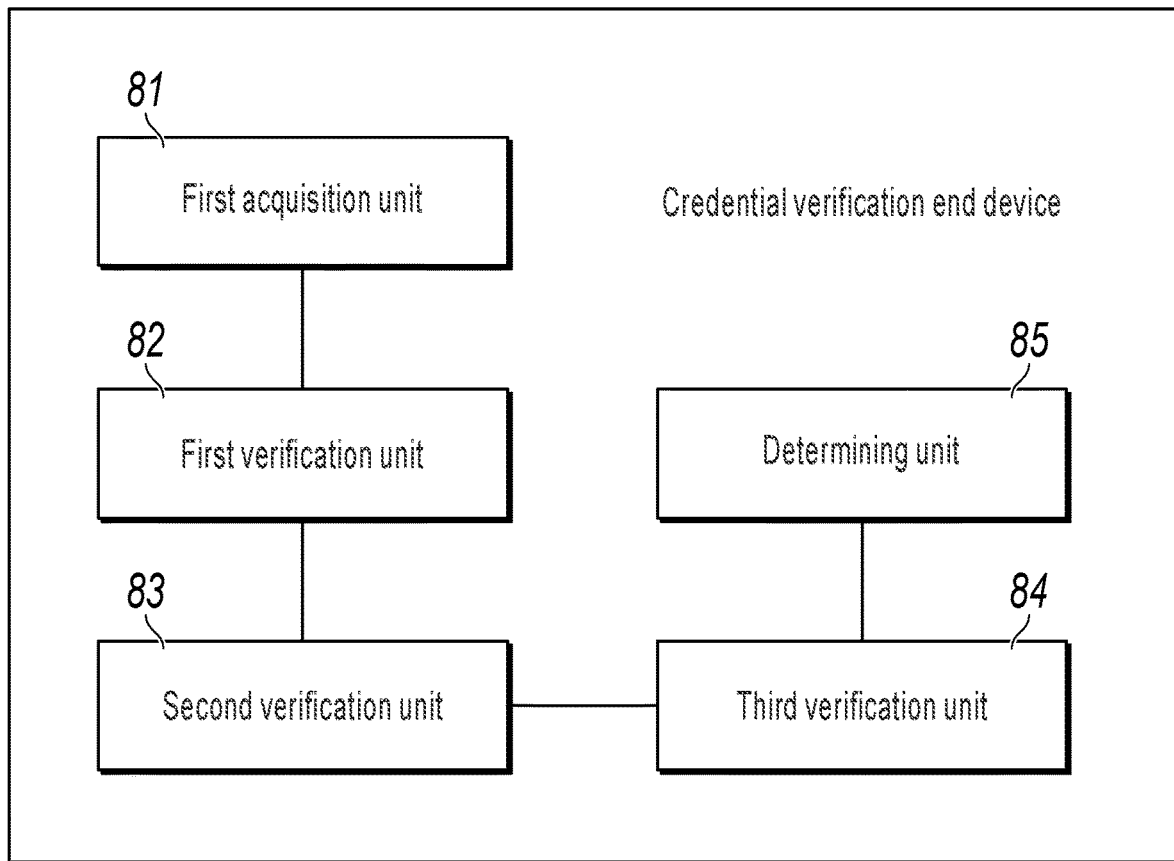 81
First acquisition unit
Credential verification end device
82
First verification unit
85
Determining unit
83
Second verification unit
84
Third verification unit